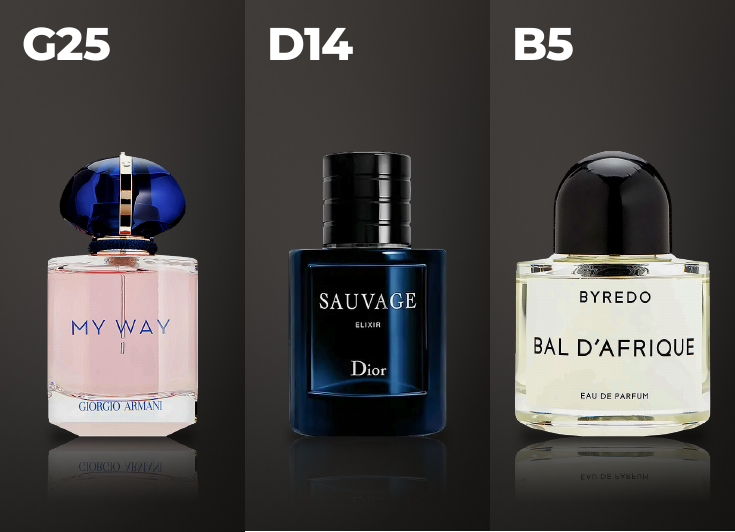 G25
D14
B5
MY WAY
GIORGIO ARMANI
SAUVAGE
ELIXIR
Dior
BYREDO
BAL D'AFRIQUE
EAU DE PARFUM